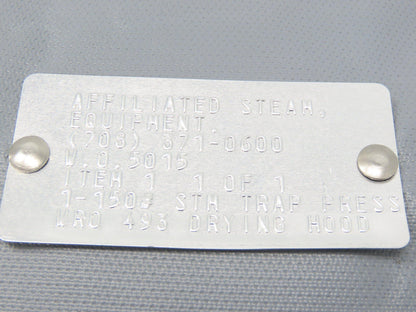 AFFILIATED STEAM,
EQUIPMENT,
(708) 371-0600
W.O.5015
ITEM 1 1 OF 1
1-150# STM TRAP PRESS
WRO 493 DRYING HOOD